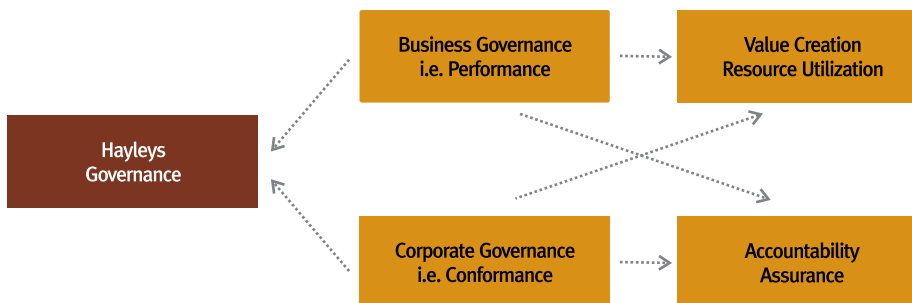 Business Governance
i.e. Performance
Value Creation
Resource Utilization
Hayleys
Governance
Corporate Governance
i.e. Conformance
Accountability
Assurance